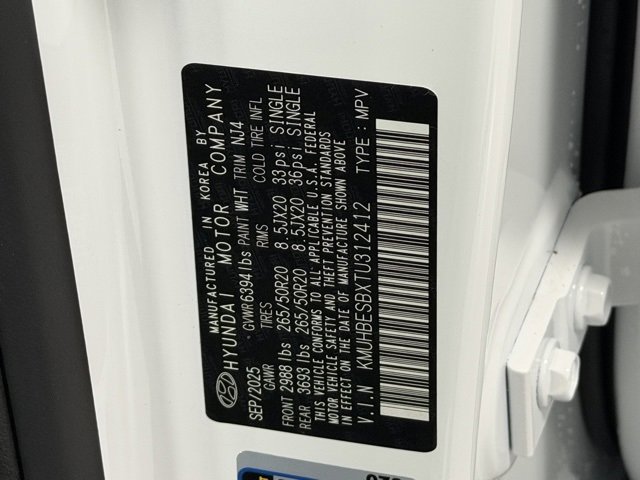 MANUFACTURED IN KOREA BY
HYUNDAI MOTOR COMPANY
SEP/2025 GVWR 6394 lbs PAINT WHT TRIM NJ4
GAWR TIRES RIMS COLD TIRE INFL
FRONT 2988 lbs 265/50R20 8.5JX20 33psi SINGLE
REAR 3693 lbs 265/50R20 8.5JX20 36psi SINGLE
THIS VEHICLE CONFORMS TO ALL APPLICABLE U.S.A. FEDERAL
MOTOR VEHICLE SAFETY AND THEFT PREVENTION STANDARDS
IN EFFECT ON THE DATE OF MANUFACTURE SHOWN ABOVE
V.I.N KMUHBESBXTU312412 TYPE : MPV